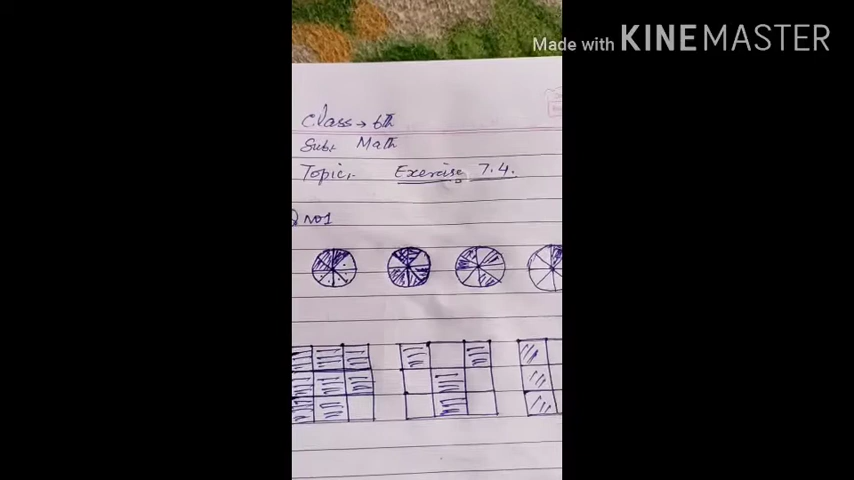 Made with KINEMASTER
Class → 6th
Sub:- Math
Topic:- Exercise 7.4.
Q No1